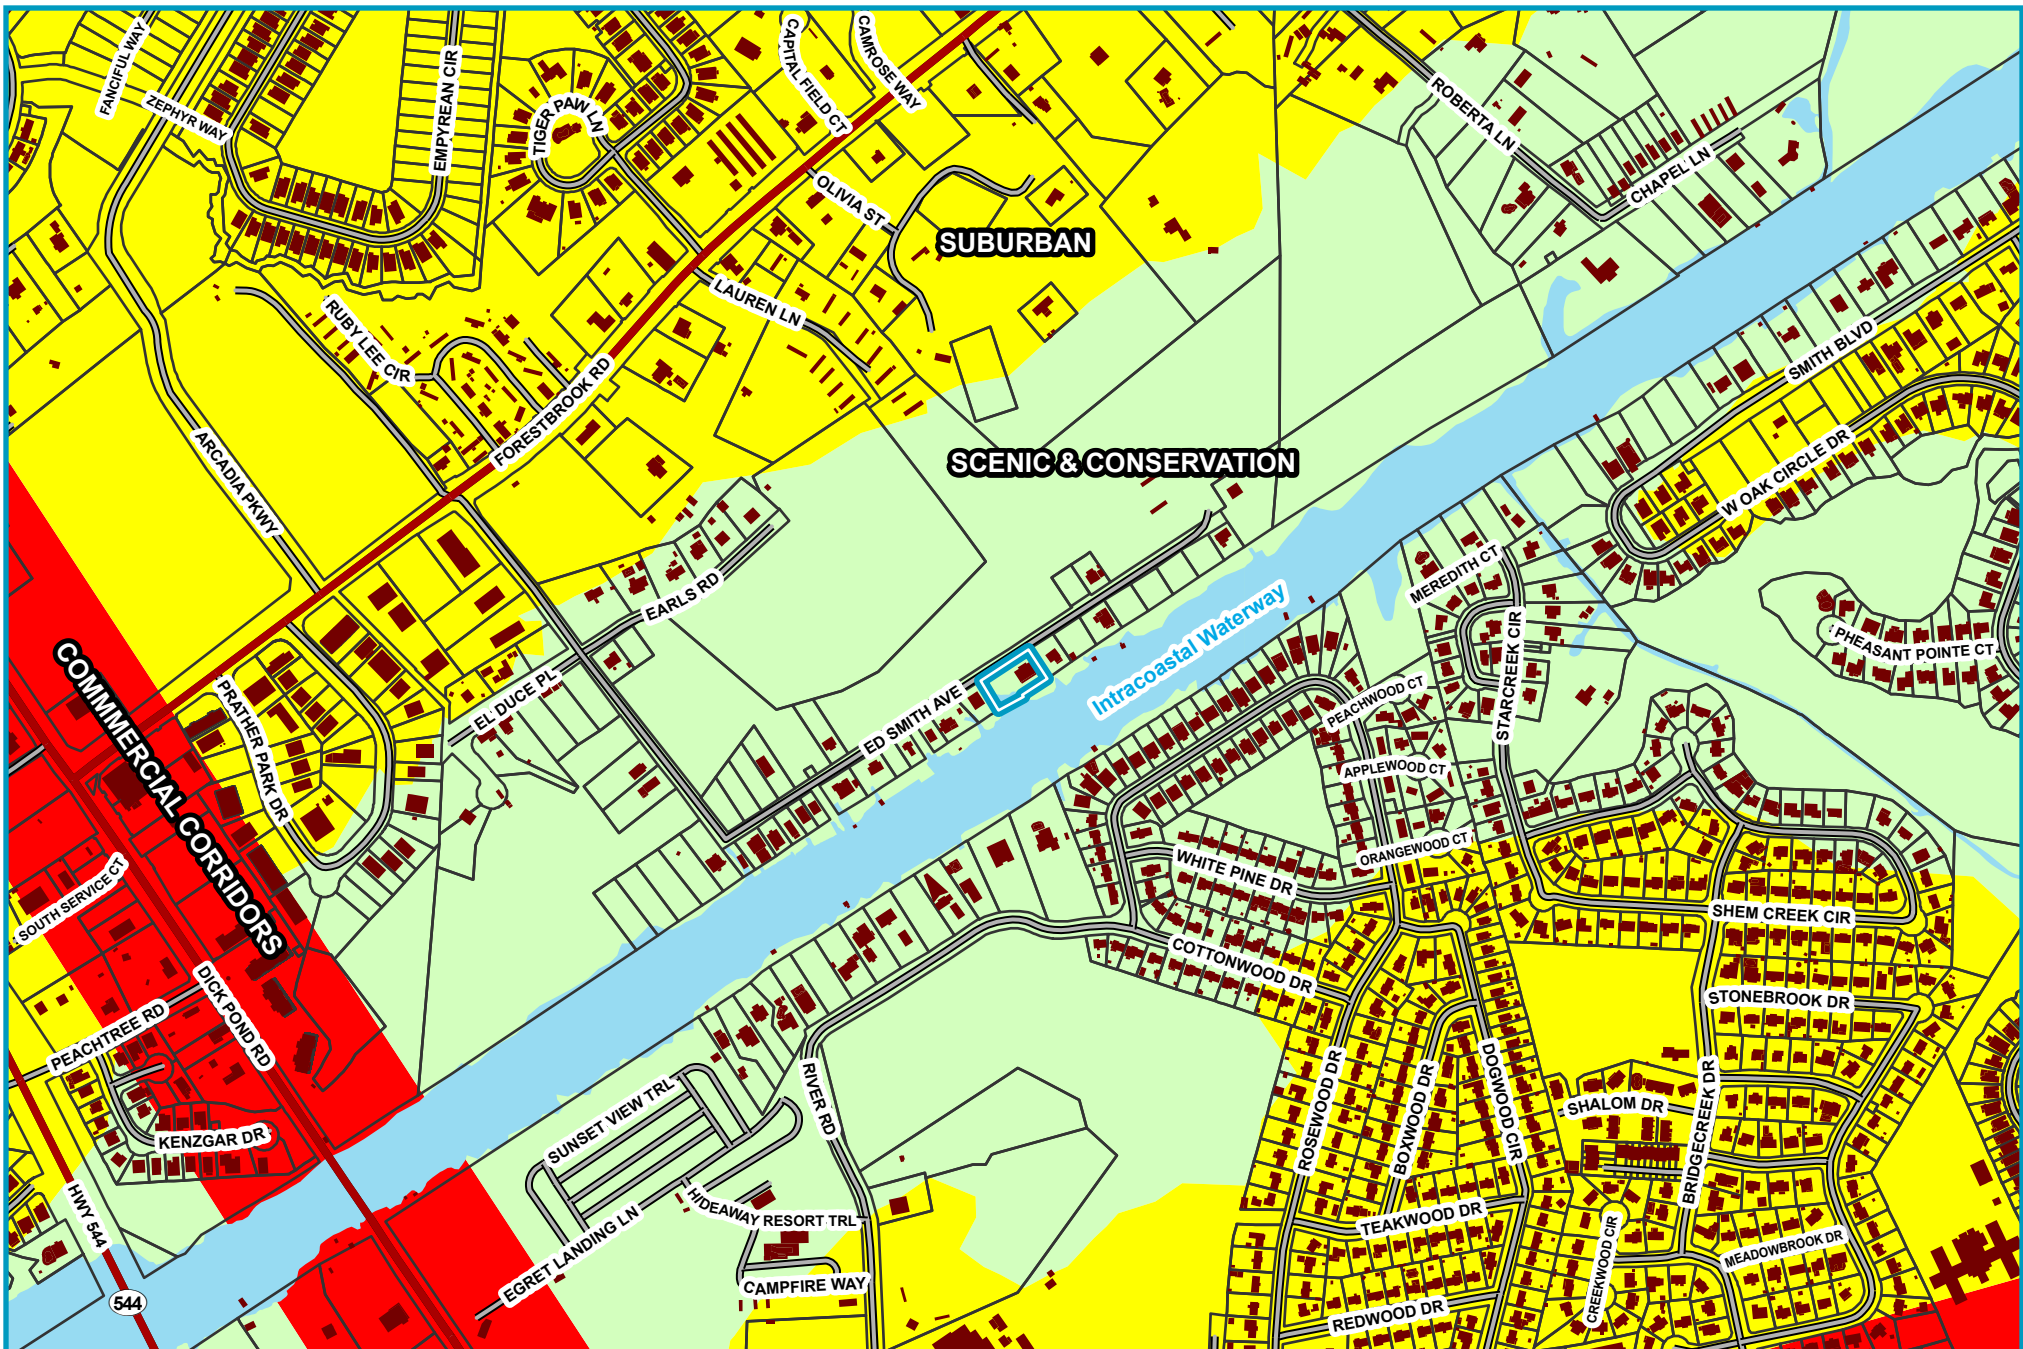 FANCIFUL WAY
ZEPHYR WAY
EMPYREAN CIR
TIGER PAW LN
CAPITAL FIELD CT
CAMROSE WAY
OLIVIA ST
SUBURBAN
ROBERTA LN
CHAPEL LN
LAUREN LN
RUBY LEE CIR
FORESTBROOK RD
SMITH BLVD
ARCADIA PKWY
SCENIC & CONSERVATION
W OAK CIRCLE DR
EARLS RD
MEREDITH CT
Intracoastal Waterway
STARCREEK CIR
PHEASANT POINTE CT
COMMMERCIAL CORRIDORS
PRATHER PARK DR
EL DUCE PL
ED SMITH AVE
PEACHWOOD CT
APPLEWOOD CT
ORANGEWOOD CT
WHITE PINE DR
SOUTH SERVICE CT
SHEM CREEK CIR
COTTONWOOD DR
STONEBROOK DR
DICK POND RD
PEACHTREE RD
RIVER RD
SUNSET VIEW TRL
ROSEWOOD DR
BOXWOOD DR
DOGWOOD CIR
SHALOM DR
BRIDGECREEK DR
KENZGAR DR
HIDEAWAY RESORT TRL
TEAKWOOD DR
HWY 544
EGRET LANDING LN
CREEKWOOD CIR
MEADOWBROOK DR
CAMPFIRE WAY
544
REDWOOD DR